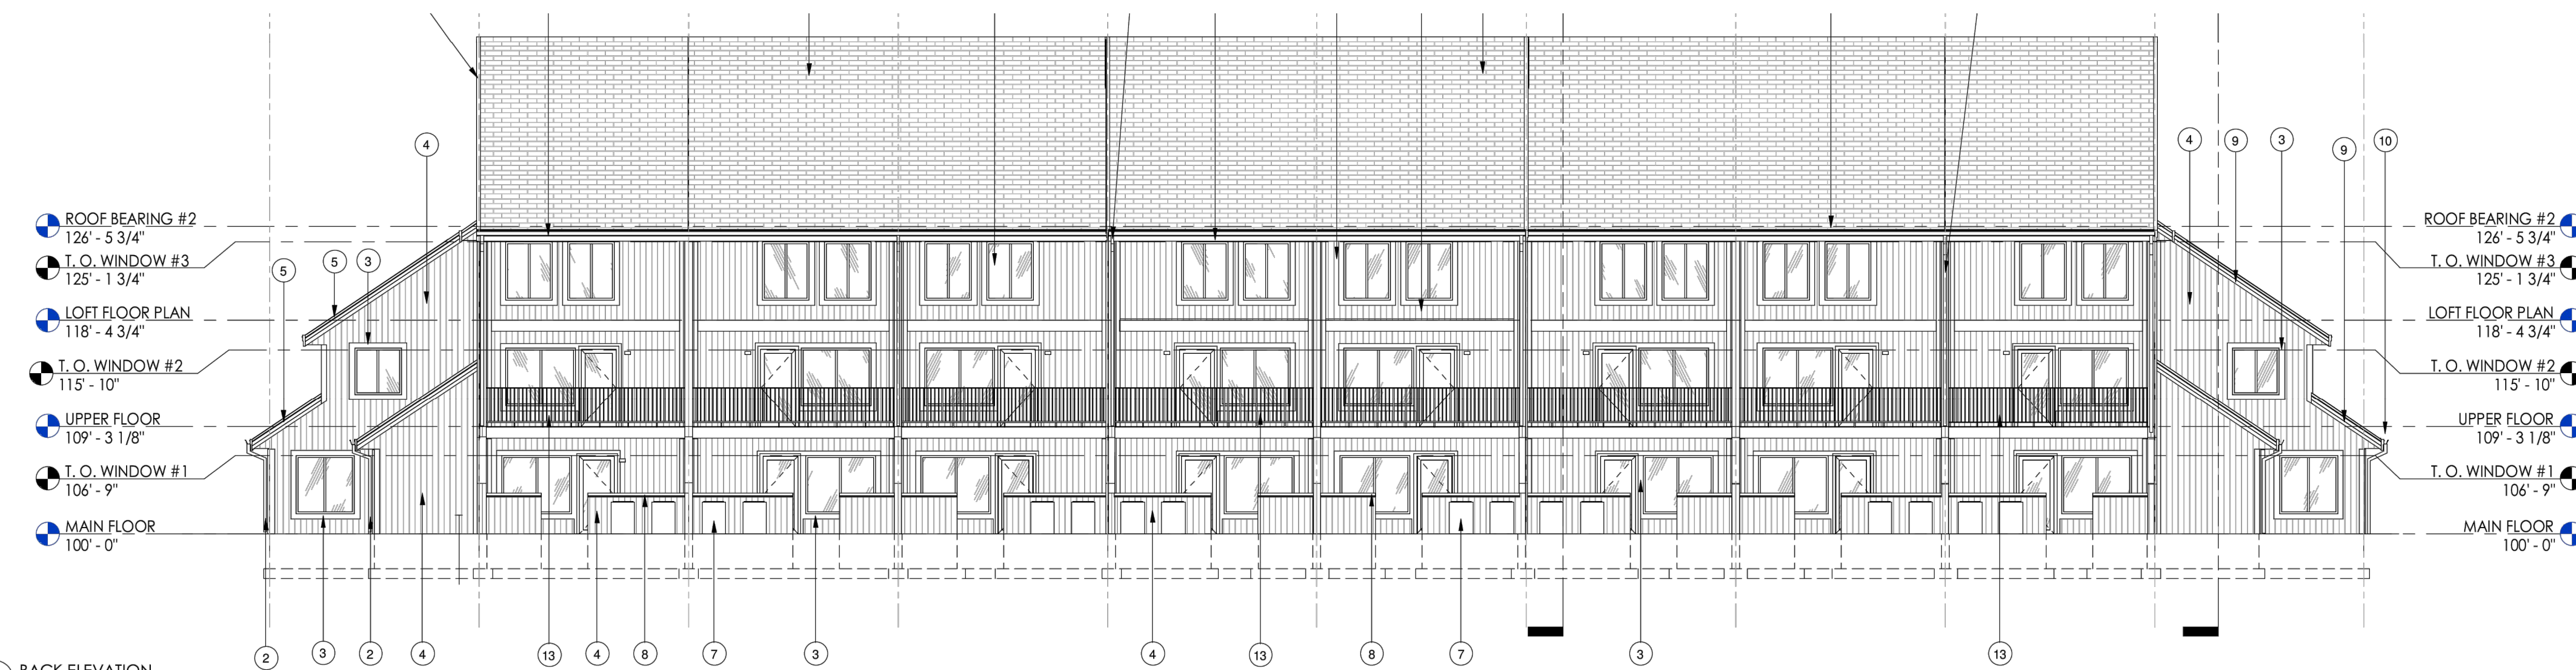 4
5
5
3
ROOF BEARING #2
126' - 5 3/4"
T. O. WINDOW #3
125' - 1 3/4"
LOFT FLOOR PLAN
118' - 4 3/4"
T. O. WINDOW #2
115' - 10"
UPPER FLOOR
109' - 3 1/8"
T. O. WINDOW #1
106' - 9"
MAIN FLOOR
100' - 0"
4
9
3
9
10
ROOF BEARING #2
126' - 5 3/4"
T. O. WINDOW #3
125' - 1 3/4"
LOFT FLOOR PLAN
118' - 4 3/4"
T. O. WINDOW #2
115' - 10"
UPPER FLOOR
109' - 3 1/8"
T. O. WINDOW #1
106' - 9"
MAIN FLOOR
100' - 0"
2 3 2 4 13 4 8 7 3 4 13 8 7 3 13
BACK ELEVATION